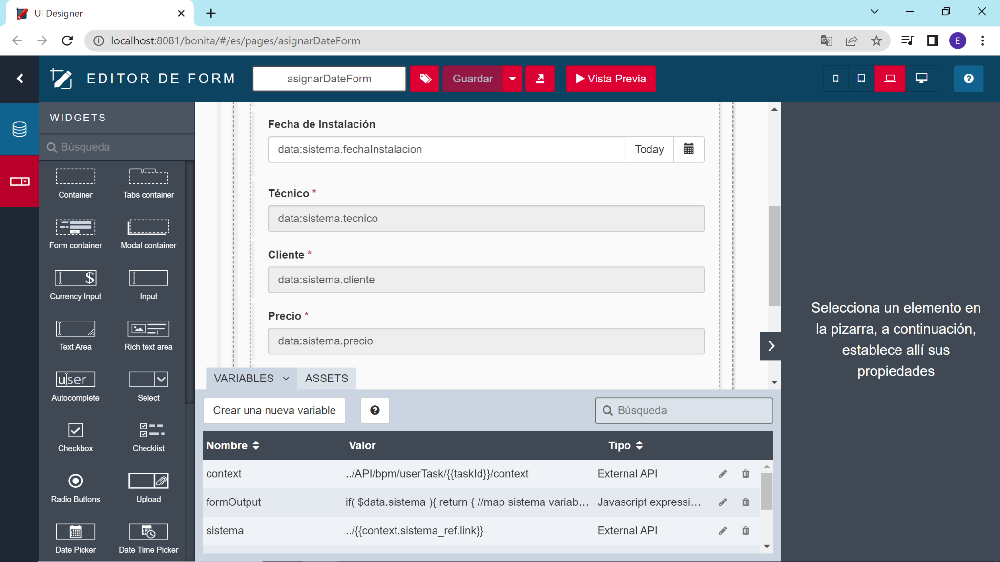 UI Designer
localhost:8081/bonita/#/es/pages/asignarDateForm
E
EDITOR DE FORM
asignarDateForm
Guardar
Vista Previa
WIDGETS
Búsqueda
Container
Tabs container
Form container
Modal container
$
Currency Input
Input
Text Area
Rich text area
user
Autocomplete
Select
Checkbox
Checklist
Radio Buttons
Upload
Date Picker
Date Time Picker
Fecha de Instalación
data:sistema.fechaInstalacion
Today
Técnico *
data:sistema.tecnico
Cliente *
data:sistema.cliente
Precio *
data:sistema.precio
VARIABLES
ASSETS
Crear una nueva variable
Búsqueda
Nombre Valor Tipo
context ../API/bpm/userTask/{{taskId}}/context External API
formOutput if( $data.sistema ){ return { //map sistema variab... Javascript expressi...
sistema ../{{context.sistema_ref.link}} External API
Selecciona un elemento en
la pizarra, a continuación,
establece allí sus
propiedades